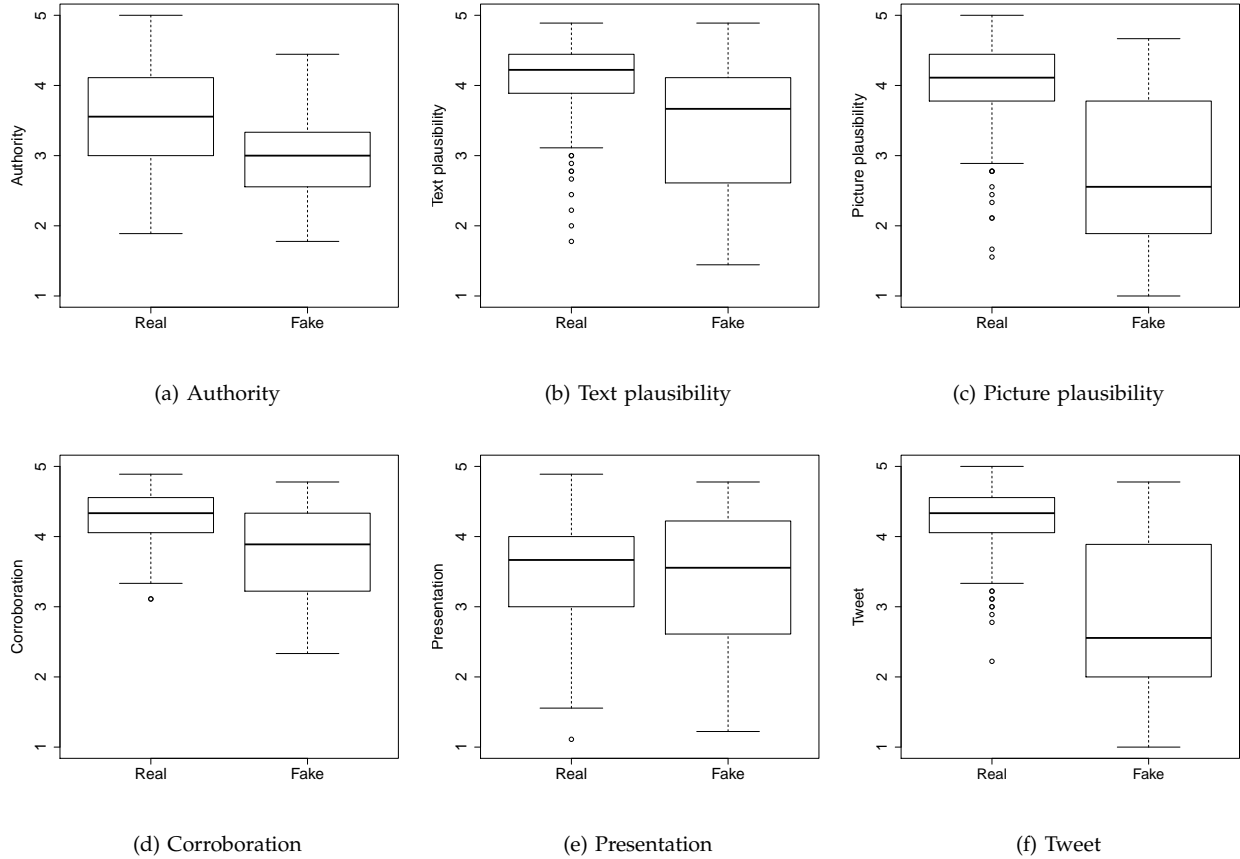 Authority
1 2 3 4 5
Real Fake
(a) Authority
Text plausibility
1 2 3 4 5
Real Fake
(b) Text plausibility
Picture plausibility
1 2 3 4 5
Real Fake
(c) Picture plausibility
Corroboration
1 2 3 4 5
Real Fake
(d) Corroboration
Presentation
1 2 3 4 5
Real Fake
(e) Presentation
Tweet
1 2 3 4 5
Real Fake
(f) Tweet